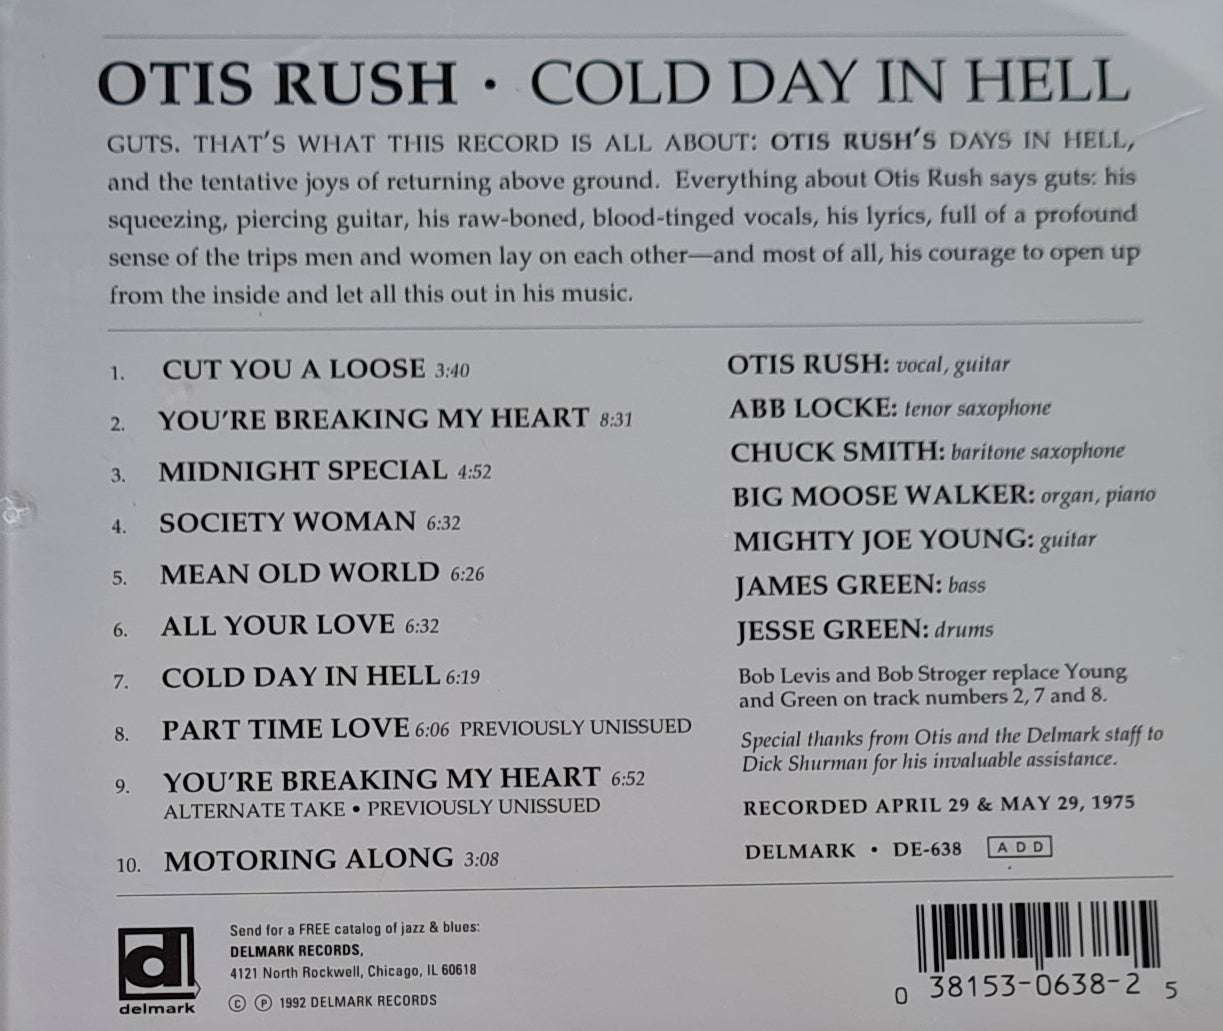 OTIS RUSH · COLD DAY IN HELL
GUTS. THAT'S WHAT THIS RECORD IS ALL ABOUT: OTIS RUSH'S DAYS IN HELL,
and the tentative joys of returning above ground. Everything about Otis Rush says guts: his
squeezing, piercing guitar, his raw-boned, blood-tinged vocals, his lyrics, full of a profound
sense of the trips men and women lay on each other—and most of all, his courage to open up
from the inside and let all this out in his music.
1. CUT YOU A LOOSE 3:40
2. YOU'RE BREAKING MY HEART 8:31
3. MIDNIGHT SPECIAL 4:52
4. SOCIETY WOMAN 6:32
5. MEAN OLD WORLD 6:26
6. ALL YOUR LOVE 6:32
7. COLD DAY IN HELL 6:19
8. PART TIME LOVE 6:06 PREVIOUSLY UNISSUED
9. YOU'RE BREAKING MY HEART 6:52
ALTERNATE TAKE • PREVIOUSLY UNISSUED
10. MOTORING ALONG 3:08
OTIS RUSH: vocal, guitar
ABB LOCKE: tenor saxophone
CHUCK SMITH: baritone saxophone
BIG MOOSE WALKER: organ, piano
MIGHTY JOE YOUNG: guitar
JAMES GREEN: bass
JESSE GREEN: drums
Bob Levis and Bob Stroger replace Young
and Green on track numbers 2, 7 and 8.
Special thanks from Otis and the Delmark staff to
Dick Shurman for his invaluable assistance.
RECORDED APRIL 29 & MAY 29, 1975
DELMARK • DE-638 ADD
d
delmark
Send for a FREE catalog of jazz & blues:
DELMARK RECORDS,
4121 North Rockwell, Chicago, IL 60618
© ℗ 1992 DELMARK RECORDS
0 38153-0638-2 5